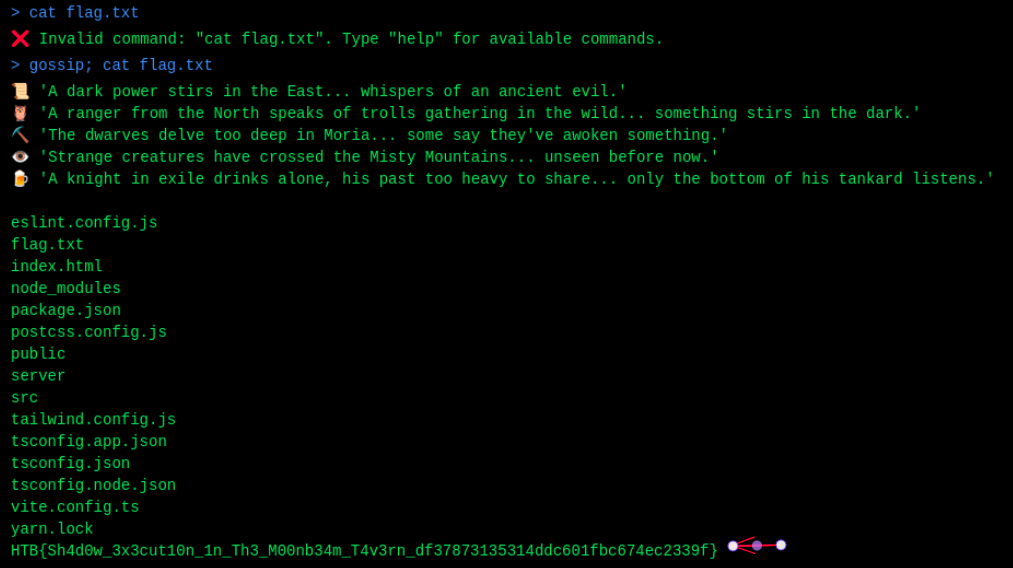 > cat flag.txt
❌ Invalid command: "cat flag.txt". Type "help" for available commands.
> gossip; cat flag.txt
📜 'A dark power stirs in the East... whispers of an ancient evil.'
🦉 'A ranger from the North speaks of trolls gathering in the wild... something stirs in the dark.'
⛏️ 'The dwarves delve too deep in Moria... some say they've awoken something.'
👁️ 'Strange creatures have crossed the Misty Mountains... unseen before now.'
🍺 'A knight in exile drinks alone, his past too heavy to share... only the bottom of his tankard listens.'
eslint.config.js
flag.txt
index.html
node_modules
package.json
postcss.config.js
public
server
src
tailwind.config.js
tsconfig.app.json
tsconfig.json
tsconfig.node.json
vite.config.ts
yarn.lock
HTB{Sh4d0w_3x3cut10n_1n_Th3_M00nb34m_T4v3rn_df37873135314ddc601fbc674ec2339f}